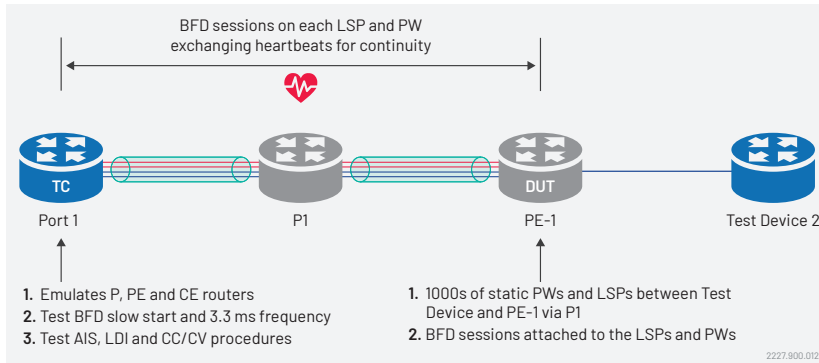 BFD sessions on each LSP and PW
exchanging heartbeats for continuity
TC
DUT
Port 1
P1
PE-1
Test Device 2
1. Emulates P, PE and CE routers
2. Test BFD slow start and 3.3 ms frequency
3. Test AIS, LDI and CC/CV procedures
1. 1000s of static PWs and LSPs between Test
Device and PE-1 via P1
2. BFD sessions attached to the LSPs and PWs
2227.900.012